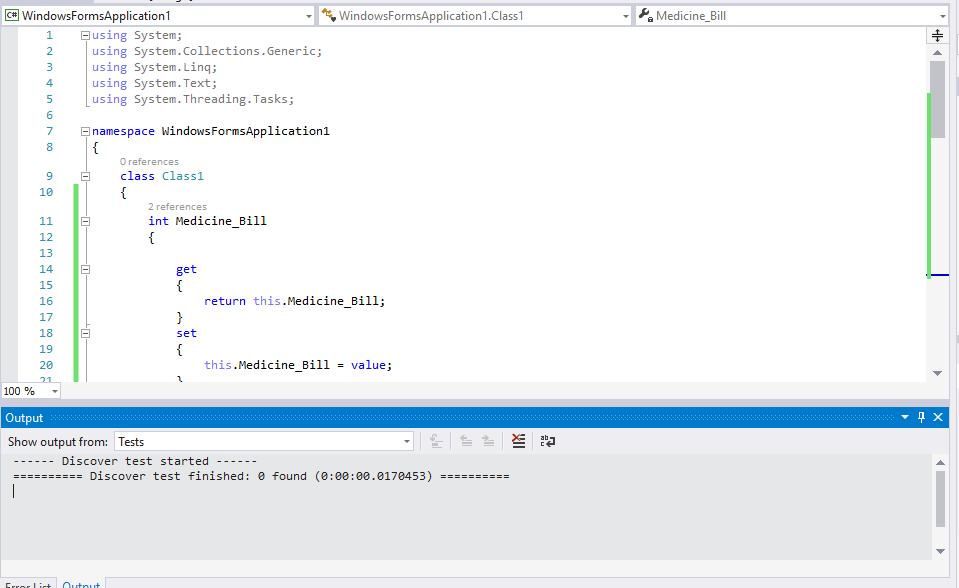 WindowsFormsApplication1 WindowsFormsApplication1.Class1 Medicine_Bill
1 using System;
2 using System.Collections.Generic;
3 using System.Linq;
4 using System.Text;
5 using System.Threading.Tasks;
6
7 namespace WindowsFormsApplication1
8 {
0 references
9 class Class1
10 {
2 references
11 int Medicine_Bill
12 {
13
14 get
15 {
16 return this.Medicine_Bill;
17 }
18 set
19 {
20 this.Medicine_Bill = value;
21 }
100 %
Output
Show output from: Tests
------ Discover test started ------
========== Discover test finished: 0 found (0:00:00.0170453) ==========
Error List Output